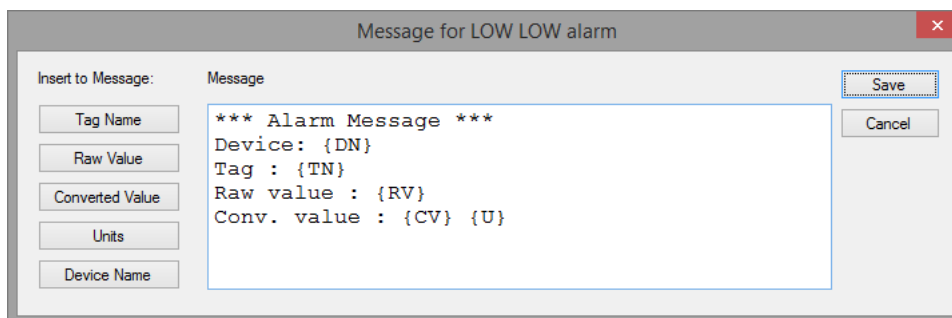 Message for LOW LOW alarm
Insert to Message:
Message
Save
Tag Name
*** Alarm Message ***
Device: {DN}
Tag : {TN}
Raw value : {RV}
Conv. value : {CV} {U}
Cancel
Raw Value
Converted Value
Units
Device Name